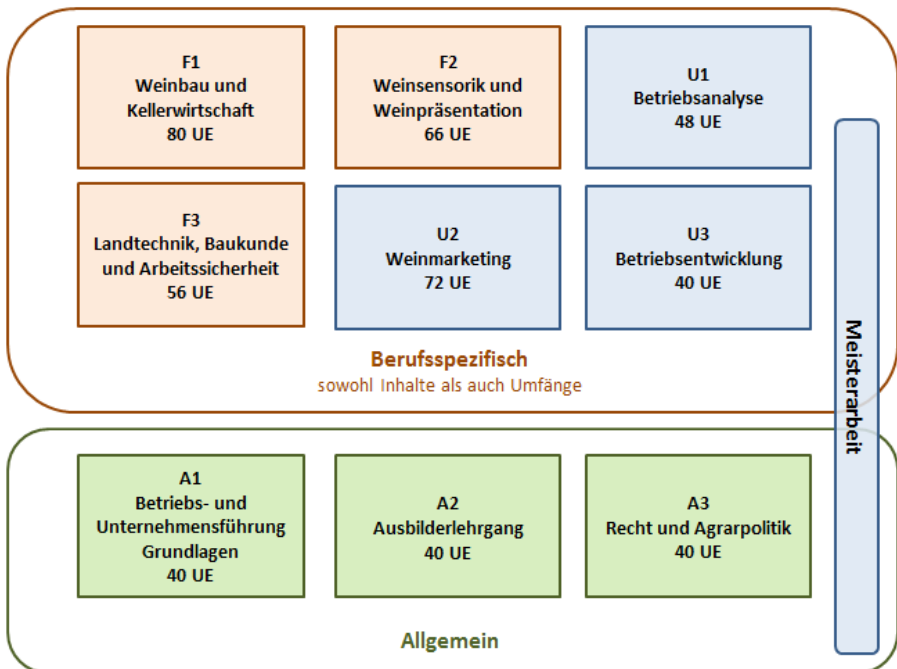 F1
Weinbau und
Kellerwirtschaft
80 UE
F2
Weinsensorik und
Weinpräsentation
66 UE
U1
Betriebsanalyse
48 UE
F3
Landtechnik, Baukunde
und Arbeitssicherheit
56 UE
U2
Weinmarketing
72 UE
U3
Betriebsentwicklung
40 UE
Berufsspezifisch
sowohl Inhalte als auch Umfänge
Meisterarbeit
A1
Betriebs- und
Unternehmensführung
Grundlagen
40 UE
A2
Ausbilderlehrgang
40 UE
A3
Recht und Agrarpolitik
40 UE
Allgemein